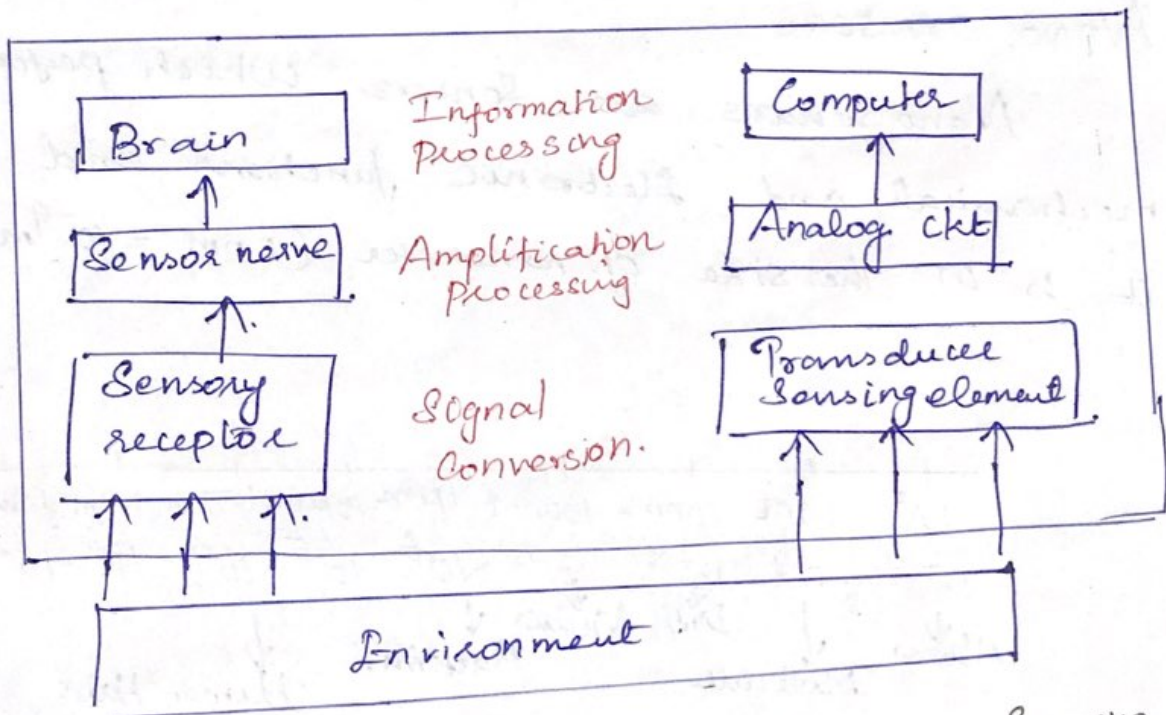 Brain
Information
Processing
Computer
Sensor nerve
Amplification
Processing
Analog ckt
Sensory
receptor
Signal
Conversion.
Transducer
Sensing element
Environment